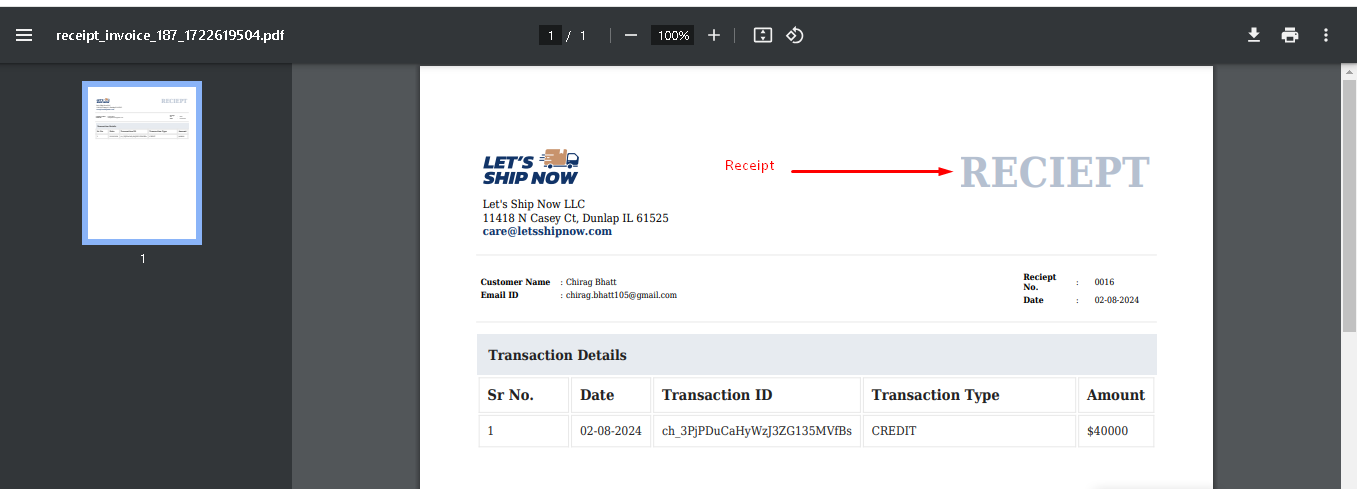 receipt_invoice_187_1722619504.pdf
1 / 1
100%
1
LET'S
SHIP NOW
Receipt
RECIEPT
Let's Ship Now LLC
11418 N Casey Ct, Dunlap IL 61525
care@letsshipnow.com
Customer Name : Chirag Bhatt
Email ID : chirag.bhatt105@gmail.com
Reciept No. : 0016
Date : 02-08-2024
Transaction Details
Sr No. Date Transaction ID Transaction Type Amount
1 02-08-2024 ch_3PjPDuCaHyWzJ3ZG135MVfBs CREDIT $40000